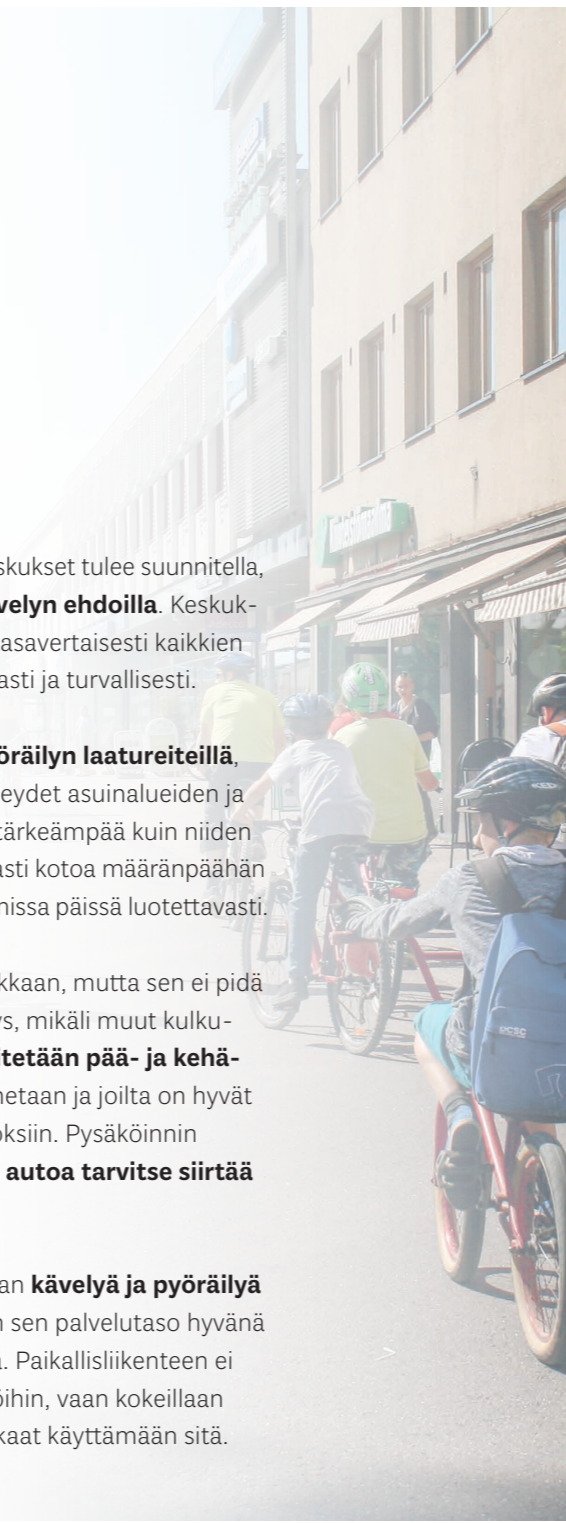 skukset tulee suunnitella,
velyn ehdoilla. Keskuk-
asavertaisesti kaikkien
asti ja turvallisesti.
öräilyn laatureiteillä,
eydet asuinalueiden ja
tärkeämpää kuin niiden
asti kotoa määränpäähän
nissa päissä luotettavasti.
kkaan, mutta sen ei pidä
ys, mikäli muut kulku-
ltetään pää- ja kehä-
netaan ja joilta on hyvät
oksiin. Pysäköinnin
autoa tarvitse siirtää
an kävelyä ja pyöräilyä
n sen palvelutaso hyvänä
. Paikallisliikenteen ei
öihin, vaan kokeillaan
kaat käyttämään sitä.